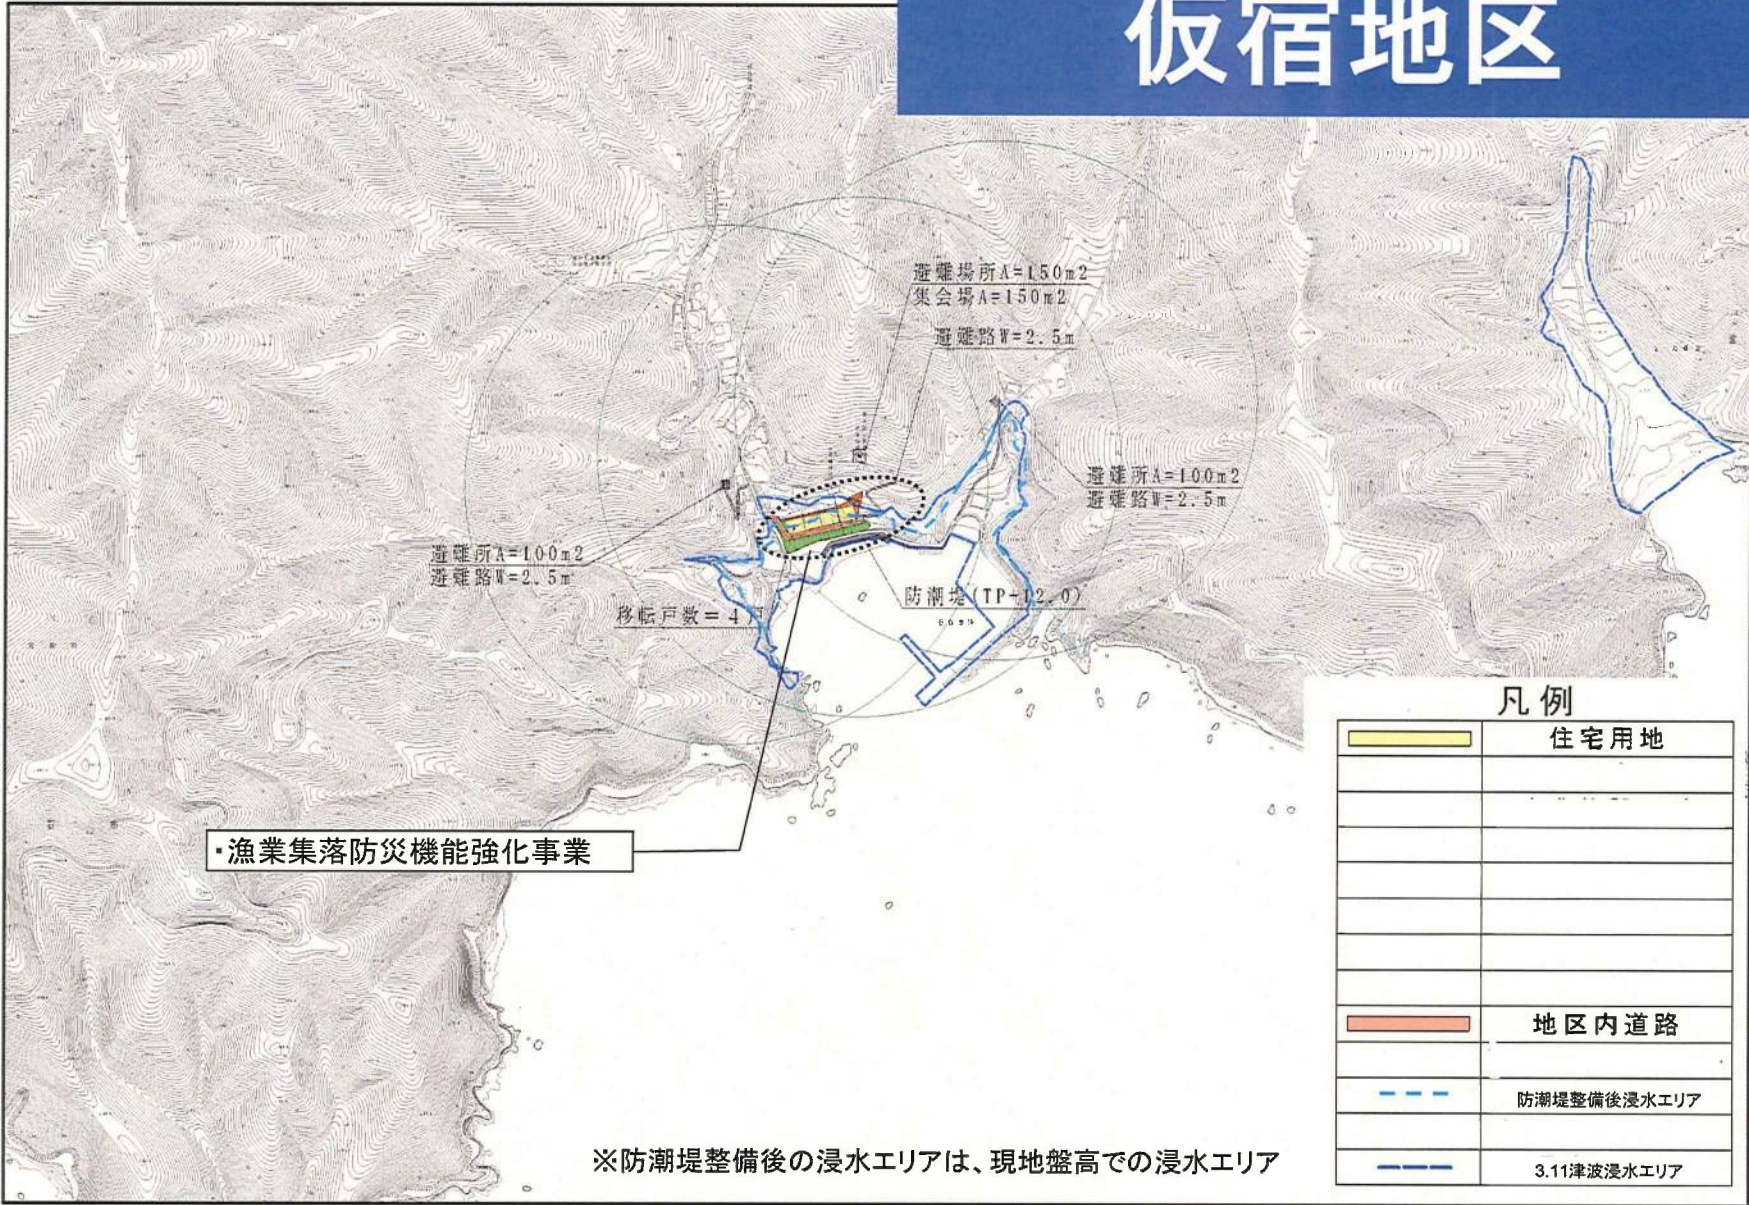 仮宿地区
避難場所A=150m2
集会場A=150m2
避難路W=2.5m
避難所A=100m2
避難路W=2.5m
避難所A=100m2
避難路W=2.5m
移転戸数=4戸
防潮堤(TP+12.0)
・漁業集落防災機能強化事業
凡例
住宅用地
地区内道路
防潮堤整備後浸水エリア
3.11津波浸水エリア
※防潮堤整備後の浸水エリアは、現地盤高での浸水エリア